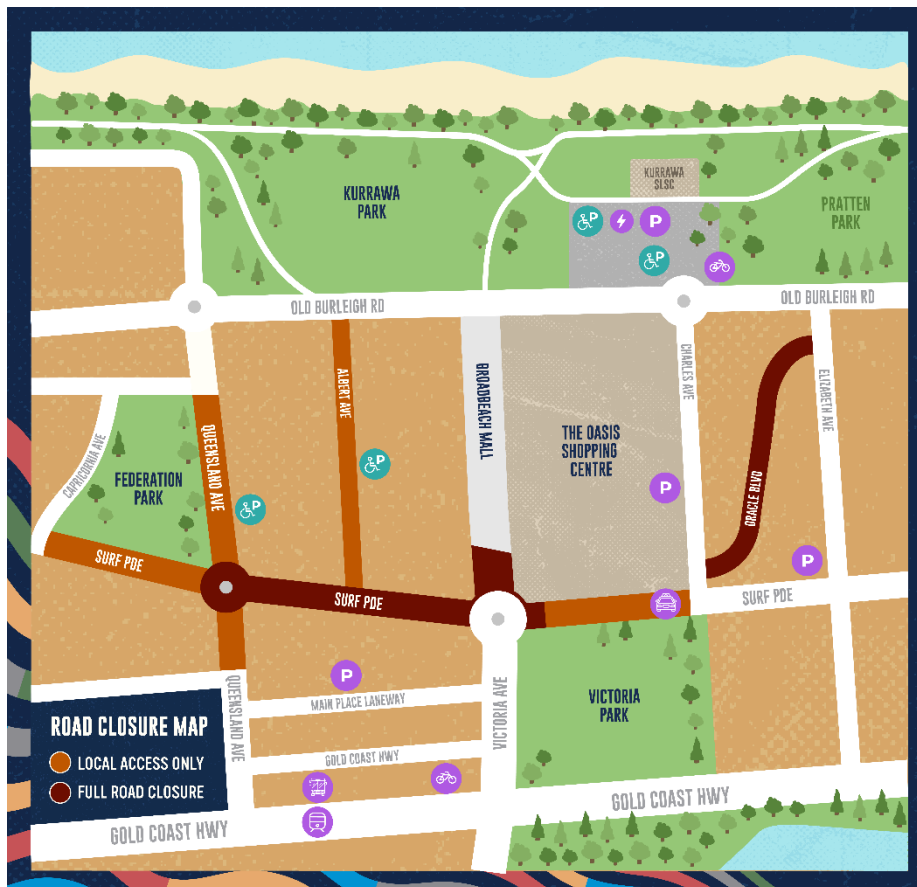 KURRAWA
SLSC
KURRAWA
PARK
PRATTEN
PARK
P
P
P
OLD BURLEIGH RD
OLD BURLEIGH RD
ALBERT AVE
BROADBEACH MALL
CHARLES AVE
ELIZABETH AVE
CAPRICORNIA AVE
QUEENSLAND AVE
FEDERATION
PARK
THE OASIS
SHOPPING
CENTRE
ORACLE BLVD
P
P
P
P
SURF PDE
SURF PDE
SURF PDE
P
VICTORIA
PARK
QUEENSLAND AVE
MAIN PLACE LANEWAY
VICTORIA AVE
ROAD CLOSURE MAP
LOCAL ACCESS ONLY
FULL ROAD CLOSURE
GOLD COAST HWY
GOLD COAST HWY
GOLD COAST HWY